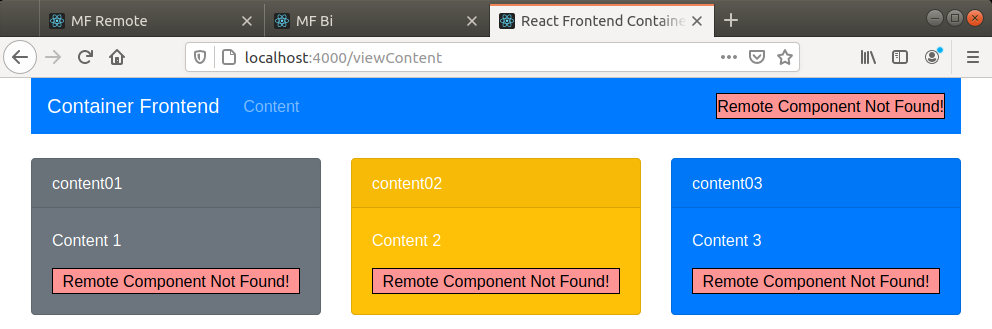 MF Remote
MF Bi
React Frontend Containe
localhost:4000/viewContent
Container Frontend Content Remote Component Not Found!
content01
Content 1
Remote Component Not Found!
content02
Content 2
Remote Component Not Found!
content03
Content 3
Remote Component Not Found!